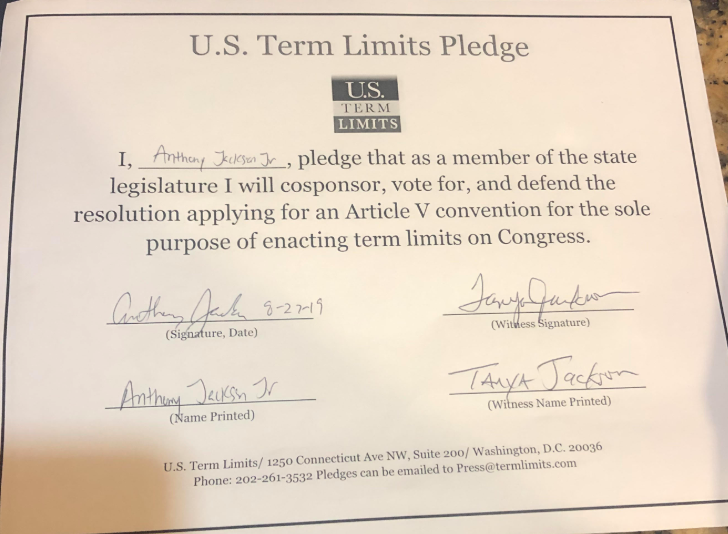 U.S. Term Limits Pledge
U.S.
TERM
LIMITS
I, Anthony Jackson Jr, pledge that as a member of the state
legislature I will cosponsor, vote for, and defend the
resolution applying for an Article V convention for the sole
purpose of enacting term limits on Congress.
Anthony Jackson 8-27-19
(Signature, Date)
Tanya Jackson
(Witness Signature)
Anthony Jackson Jr
(Name Printed)
TANYA Jackson
(Witness Name Printed)
U.S. Term Limits/ 1250 Connecticut Ave NW, Suite 200/ Washington, D.C. 20036
Phone: 202-261-3532 Pledges can be emailed to Press@termlimits.com